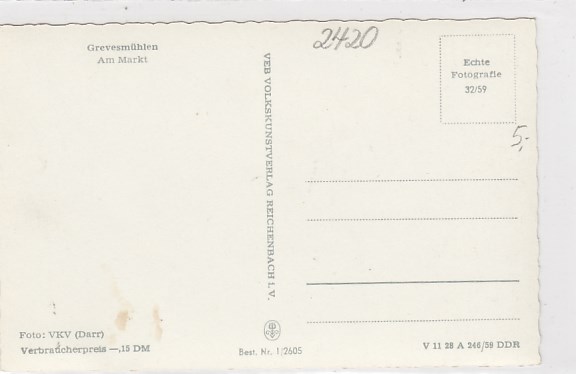 Grevesmühlen
Am Markt
2420
Echte
Fotografie
32/59
5,-
VEB VOLKSKUNSTVERLAG REICHENBACH i. V.
Foto: VKV (Darr)
Verbraucherpreis —,15 DM
Best. Nr. 1/2605
V 11 28 A 246/59 DDR